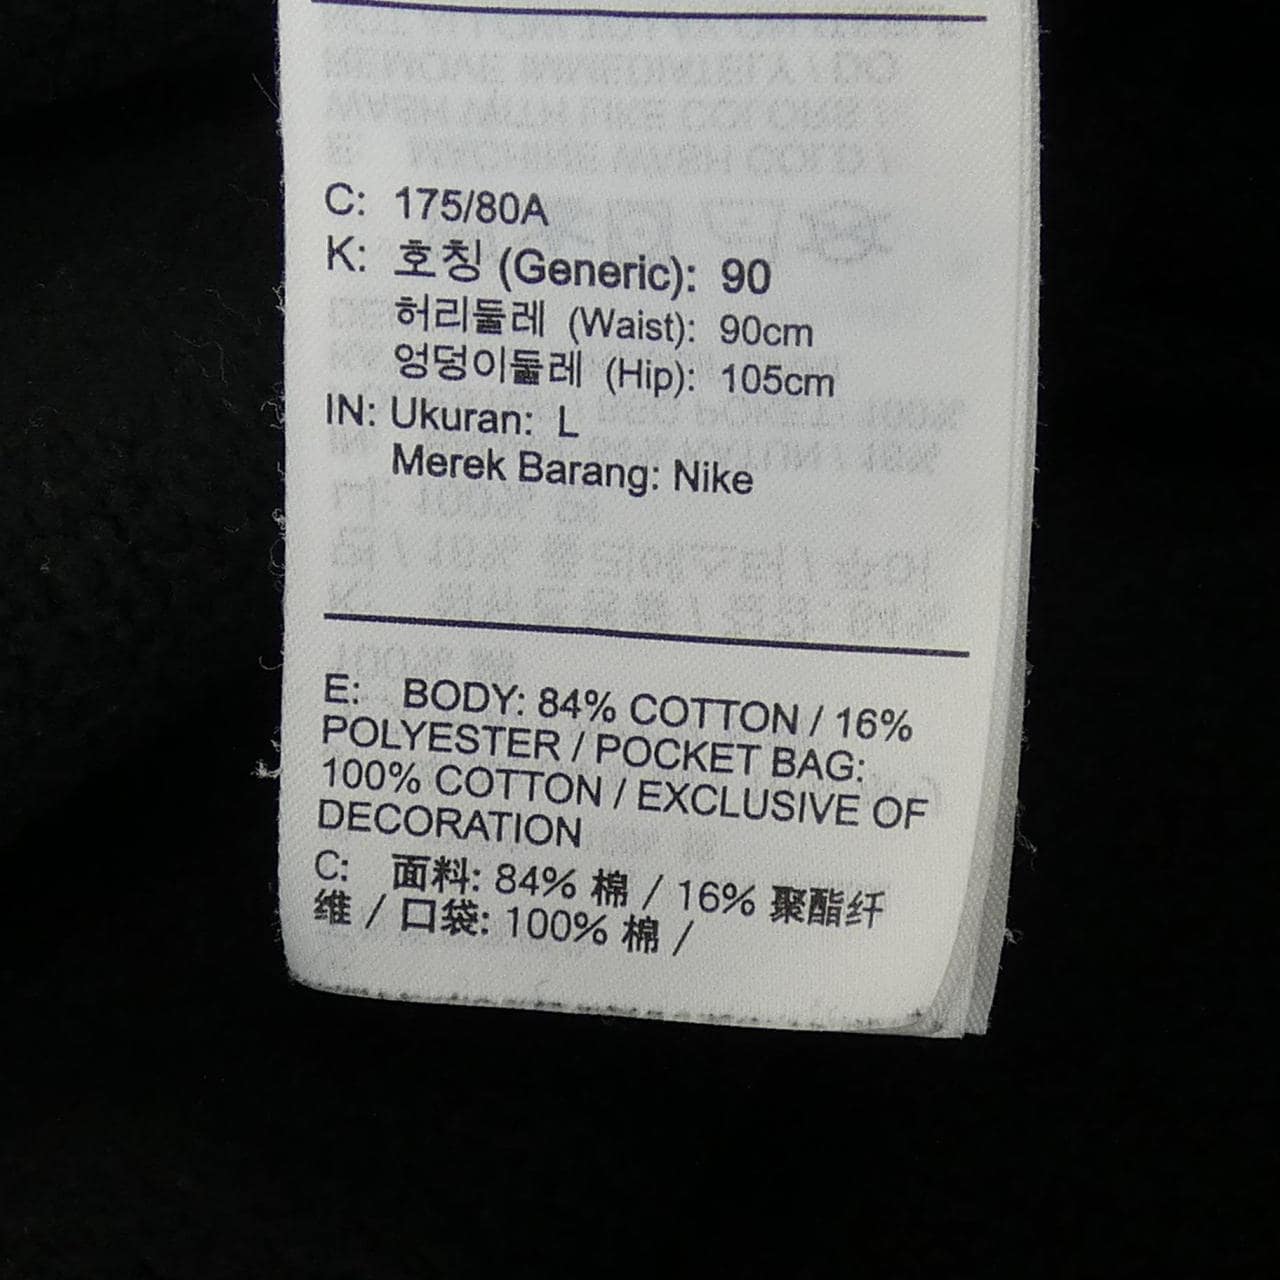 C: 175/80A
K: 호칭 (Generic): 90
허리둘레 (Waist): 90cm
엉덩이둘레 (Hip): 105cm
IN: Ukuran: L
Merek Barang: Nike
E: BODY: 84% COTTON / 16%
POLYESTER / POCKET BAG:
100% COTTON / EXCLUSIVE OF
DECORATION
C: 面料: 84% 棉 / 16% 聚酯纤
维 / 口袋: 100% 棉 /